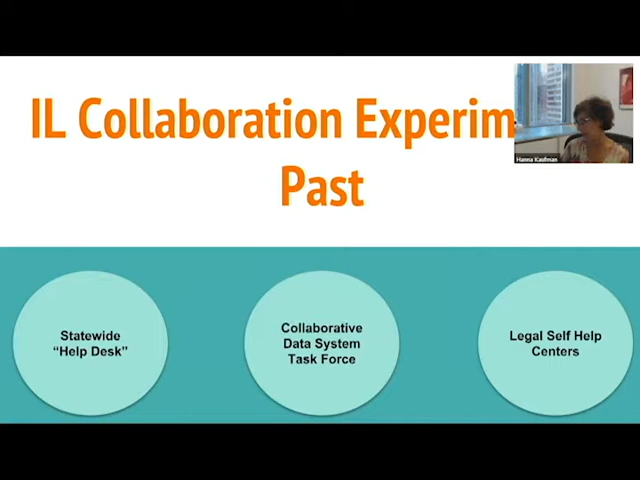 IL Collaboration Experim
Past
Hanna Kaufman
Statewide
“Help Desk”
Collaborative
Data System
Task Force
Legal Self Help
Centers